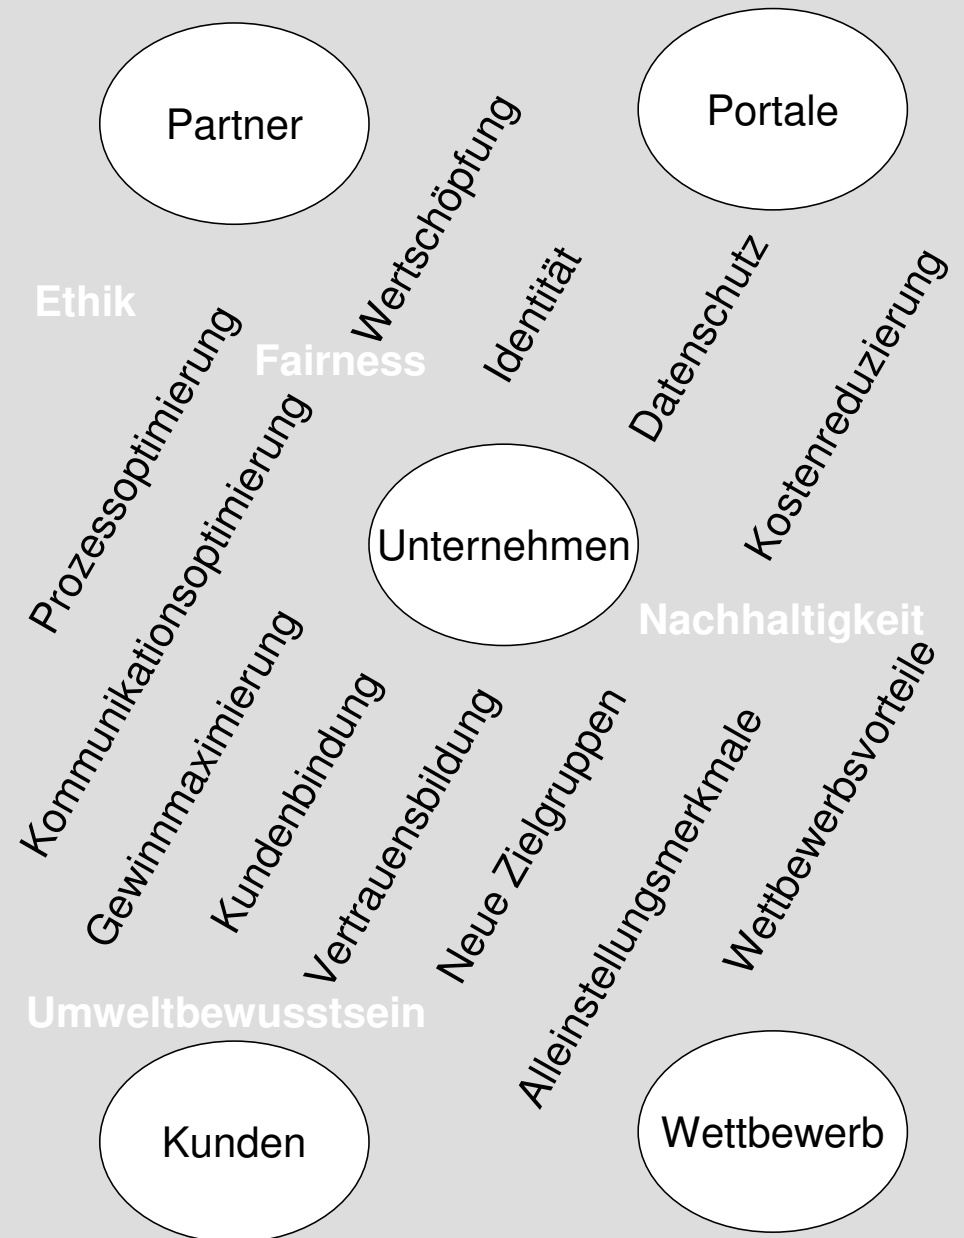 Partner
Portale
Wertschöpfung
Identität
Datenschutz
Kostenreduzierung
Ethik
Fairness
Prozessoptimierung
Kommunikationsoptimierung
Unternehmen
Nachhaltigkeit
Gewinnmaximierung
Kundenbindung
Vertrauensbildung
Neue Zielgruppen
Alleinstellungsmerkmale
Wettbewerbsvorteile
Umweltbewusstsein
Kunden
Wettbewerb